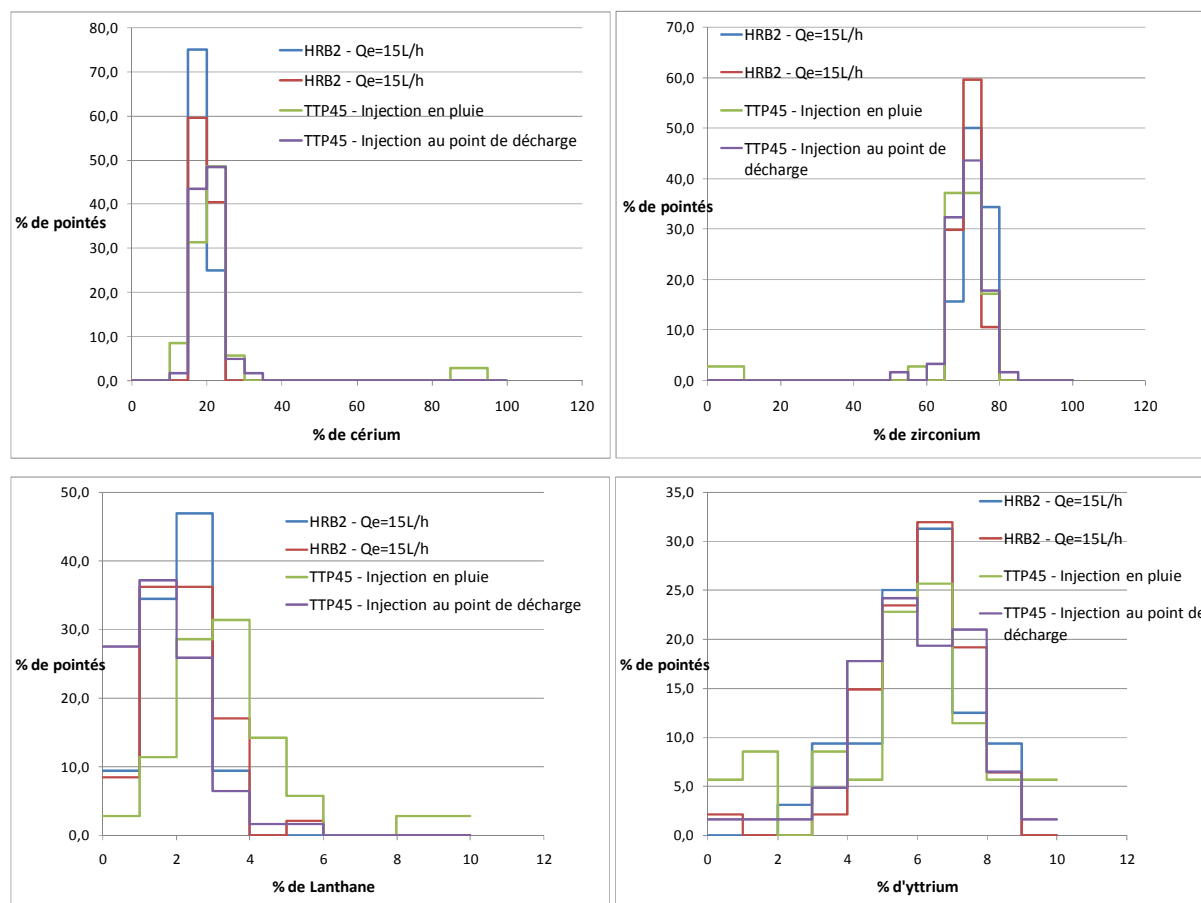 80,0
70,0
60,0
50,0
40,0
30,0
20,0
10,0
0,0
% de pointés
HRB2 - Qe=15L/h
HRB2 - Qe=15L/h
TTP45 - Injection en pluie
TTP45 - Injection au point de décharge
0 20 40 60 80 100 120
% de cérium
70,0
60,0
50,0
40,0
30,0
20,0
10,0
0,0
% de pointés
HRB2 - Qe=15L/h
HRB2 - Qe=15L/h
TTP45 - Injection en pluie
TTP45 - Injection au point de
décharge
0 20 40 60 80 100 120
% de zirconium
50,0
40,0
30,0
20,0
10,0
0,0
% de pointés
HRB2 - Qe=15L/h
HRB2 - Qe=15L/h
TTP45 - Injection en pluie
TTP45 - Injection au point de décharge
0 2 4 6 8 10 12
% de Lanthane
35,0
30,0
25,0
20,0
15,0
10,0
5,0
0,0
% de pointés
HRB2 - Qe=15L/h
HRB2 - Qe=15L/h
TTP45 - Injection en pluie
TTP45 - Injection au point de
décharge
0 2 4 6 8 10 12
% d'yttrium